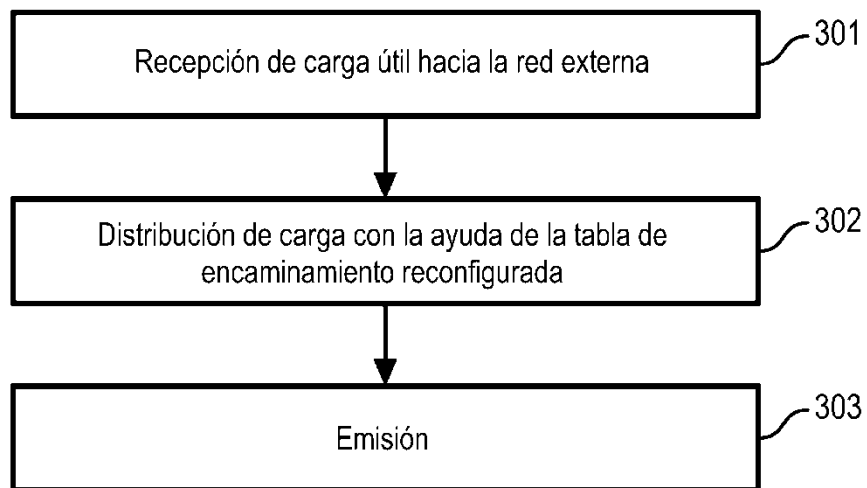 301
Recepción de carga útil hacia la red externa
302
Distribución de carga con la ayuda de la tabla de
encaminamiento reconfigurada
303
Emisión